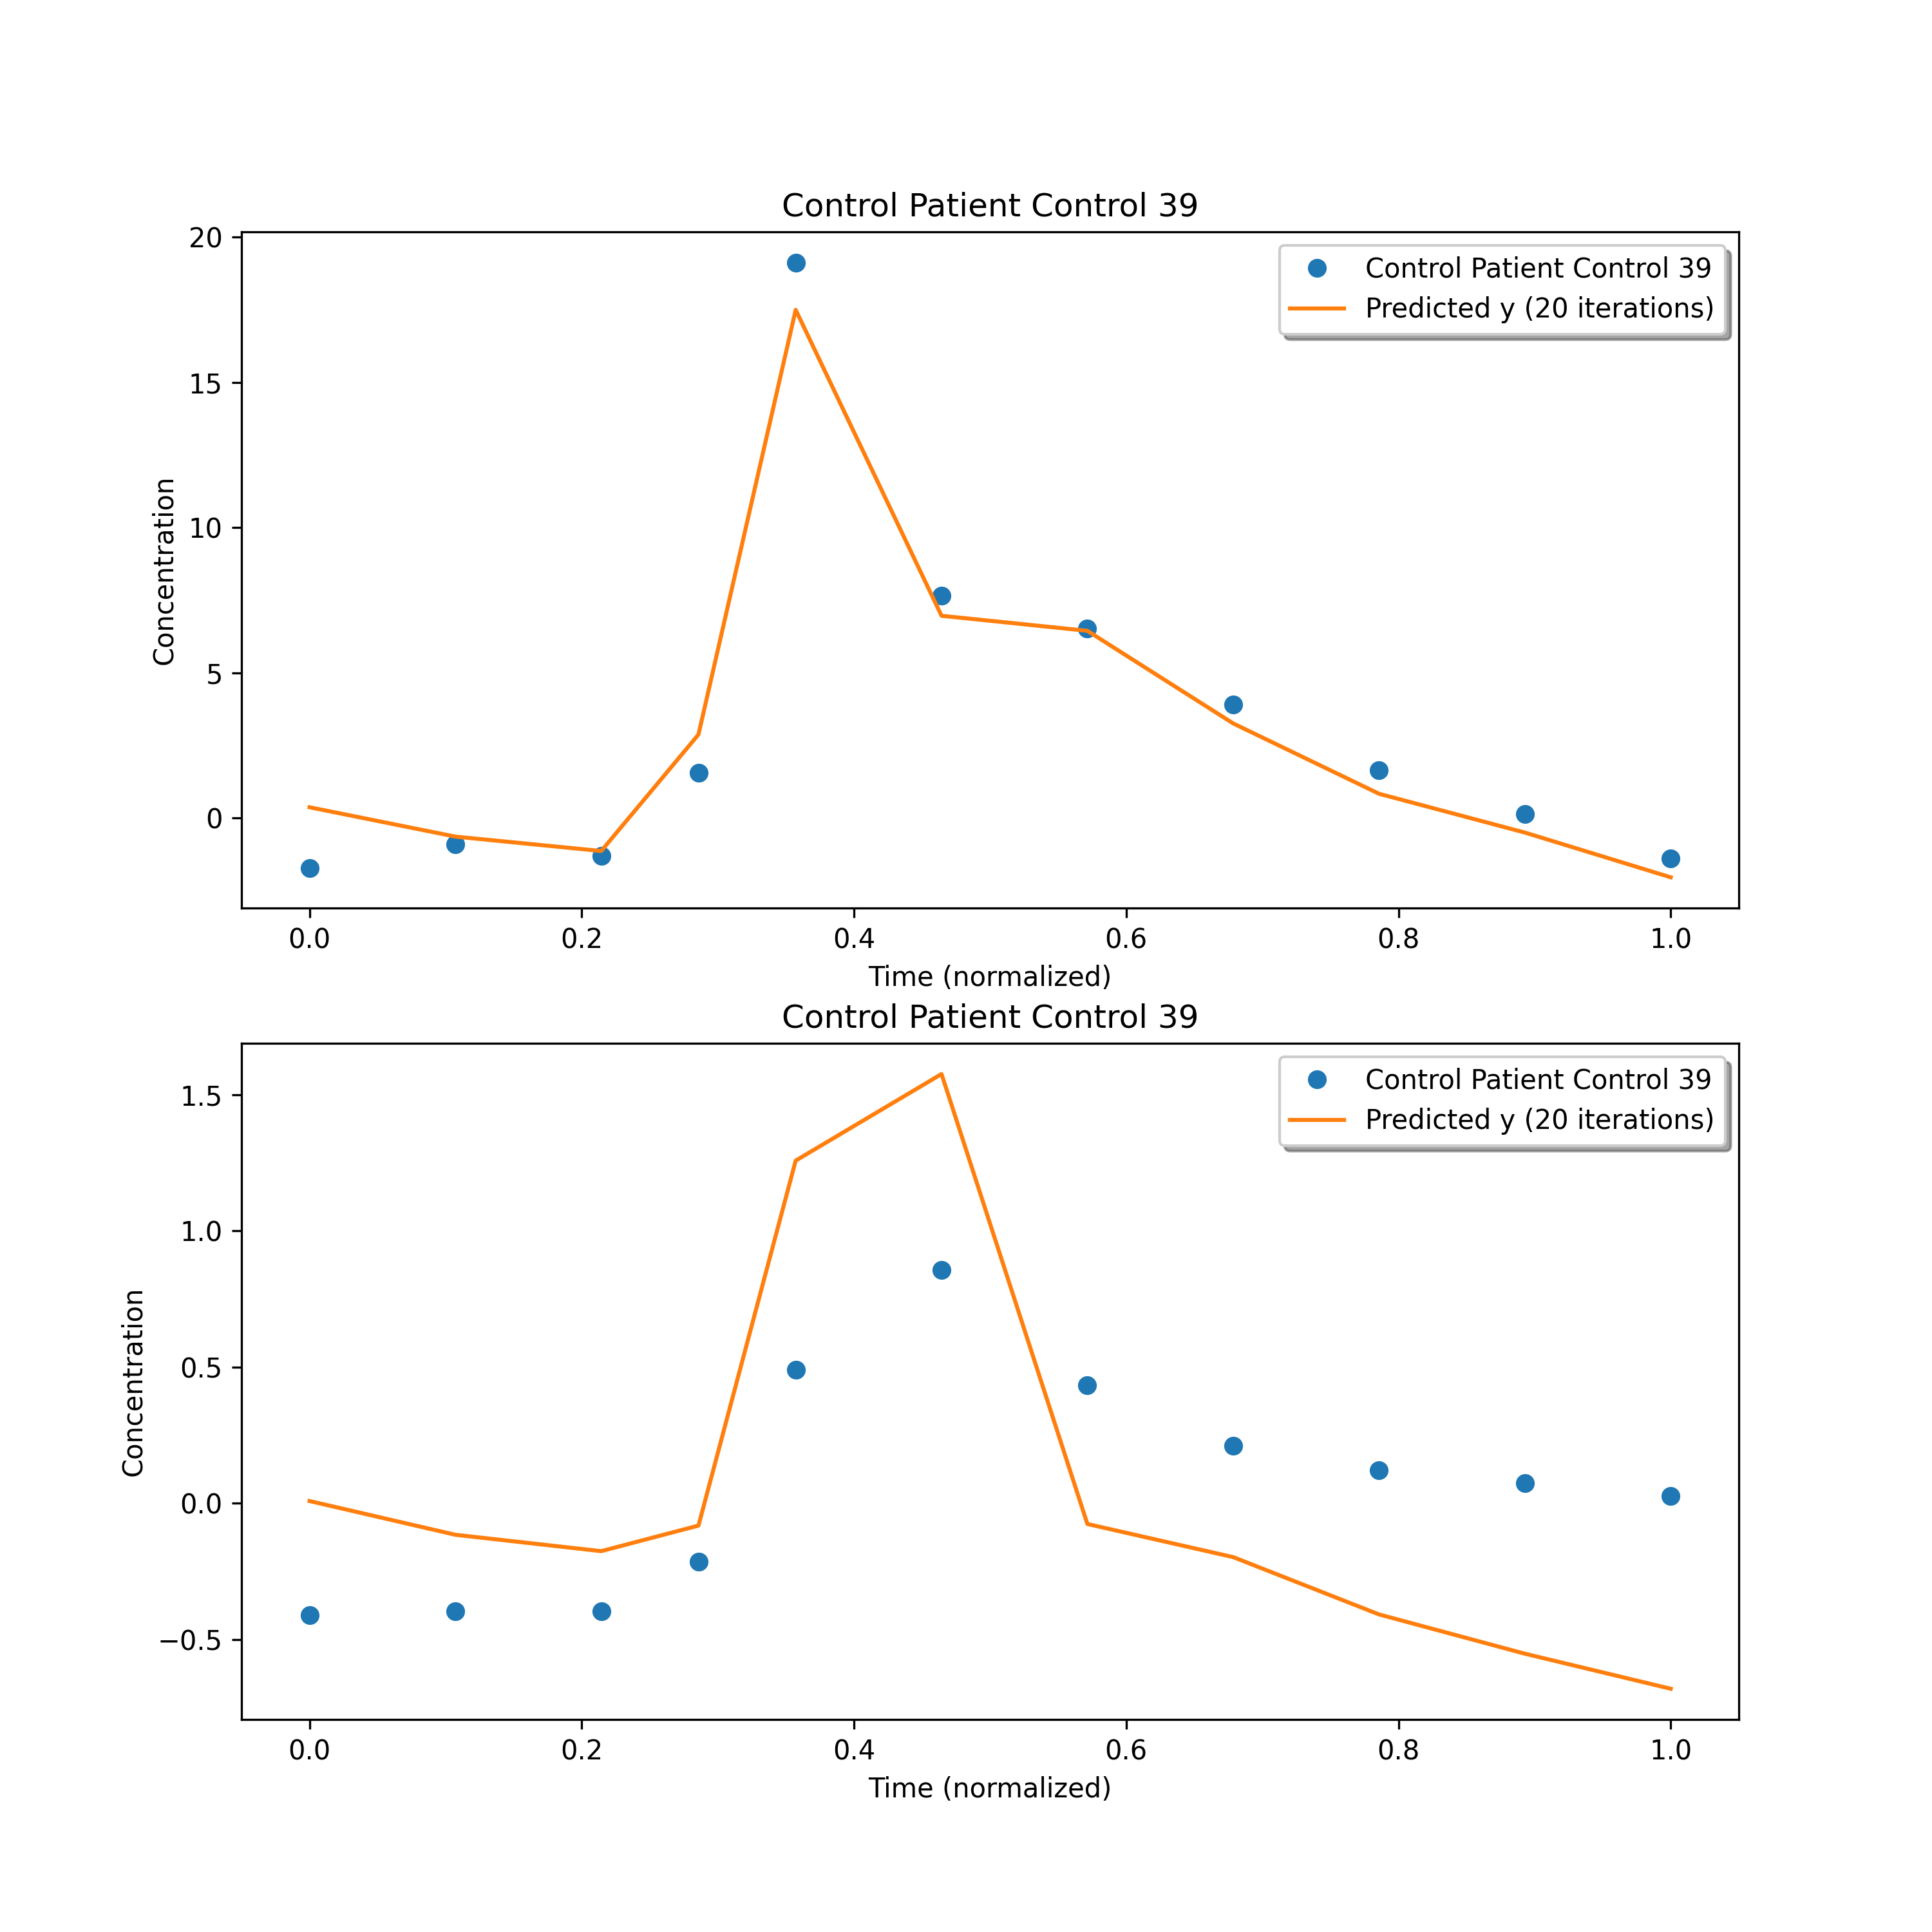 Control Patient Control 39
20
15
10
5
0
Concentration
Control Patient Control 39
Predicted y (20 iterations)
0.0 0.2 0.4 0.6 0.8 1.0
Time (normalized)
Control Patient Control 39
1.5
1.0
0.5
0.0
−0.5
Concentration
Control Patient Control 39
Predicted y (20 iterations)
0.0 0.2 0.4 0.6 0.8 1.0
Time (normalized)